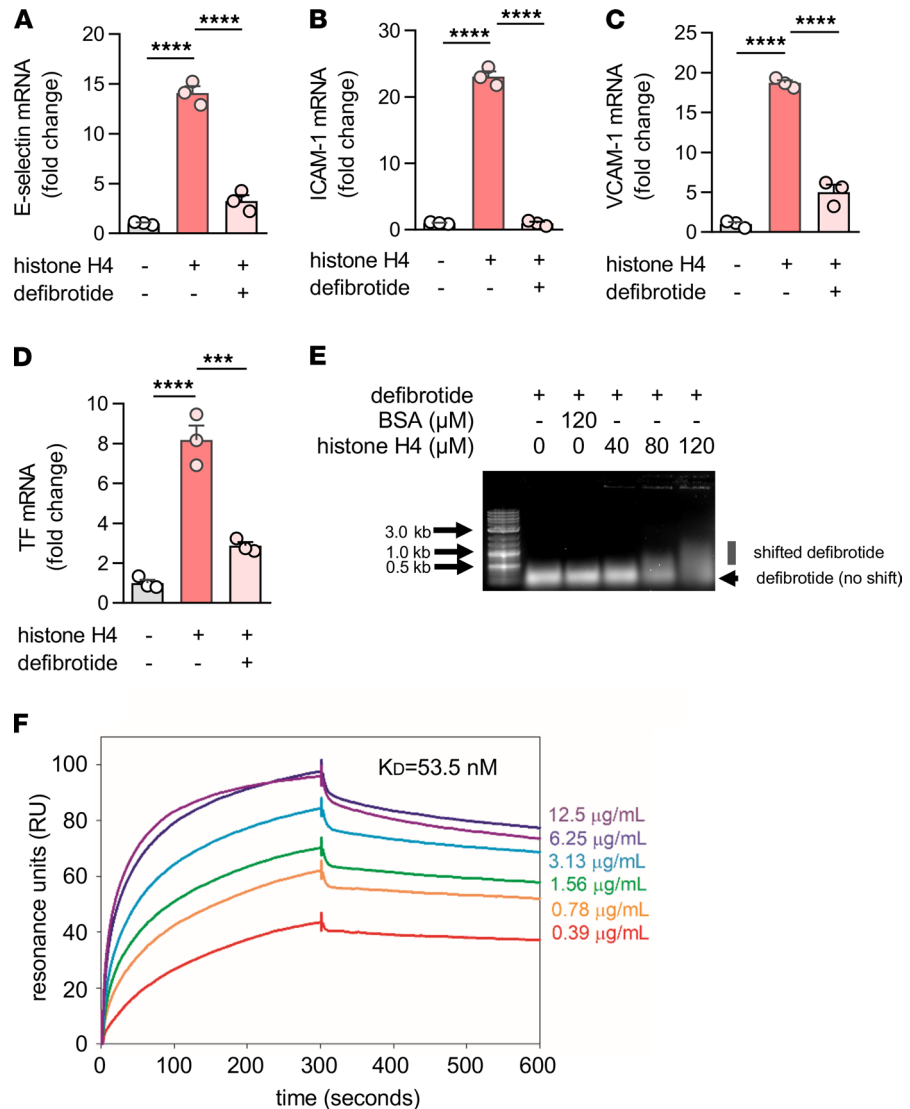 A
E-selectin mRNA
(fold change)
20
15
10
5
0
****
****
histone H4 - + +
defibrotide - - +
B
ICAM-1 mRNA
(fold change)
30
20
10
0
****
****
histone H4 - + +
defibrotide - - +
C
VCAM-1 mRNA
(fold change)
25
20
15
10
5
0
****
****
histone H4 - + +
defibrotide - - +
D
TF mRNA
(fold change)
10
8
6
4
2
0
****
***
histone H4 - + +
defibrotide - - +
E
defibrotide + + + + +
BSA (µM) - 120 - - -
histone H4 (µM) 0 0 40 80 120
3.0 kb
1.0 kb
0.5 kb
shifted defibrotide
defibrotide (no shift)
F
resonance units (RU)
100
80
60
40
20
0
KD=53.5 nM
12.5 µg/mL
6.25 µg/mL
3.13 µg/mL
1.56 µg/mL
0.78 µg/mL
0.39 µg/mL
0 100 200 300 400 500 600
time (seconds)